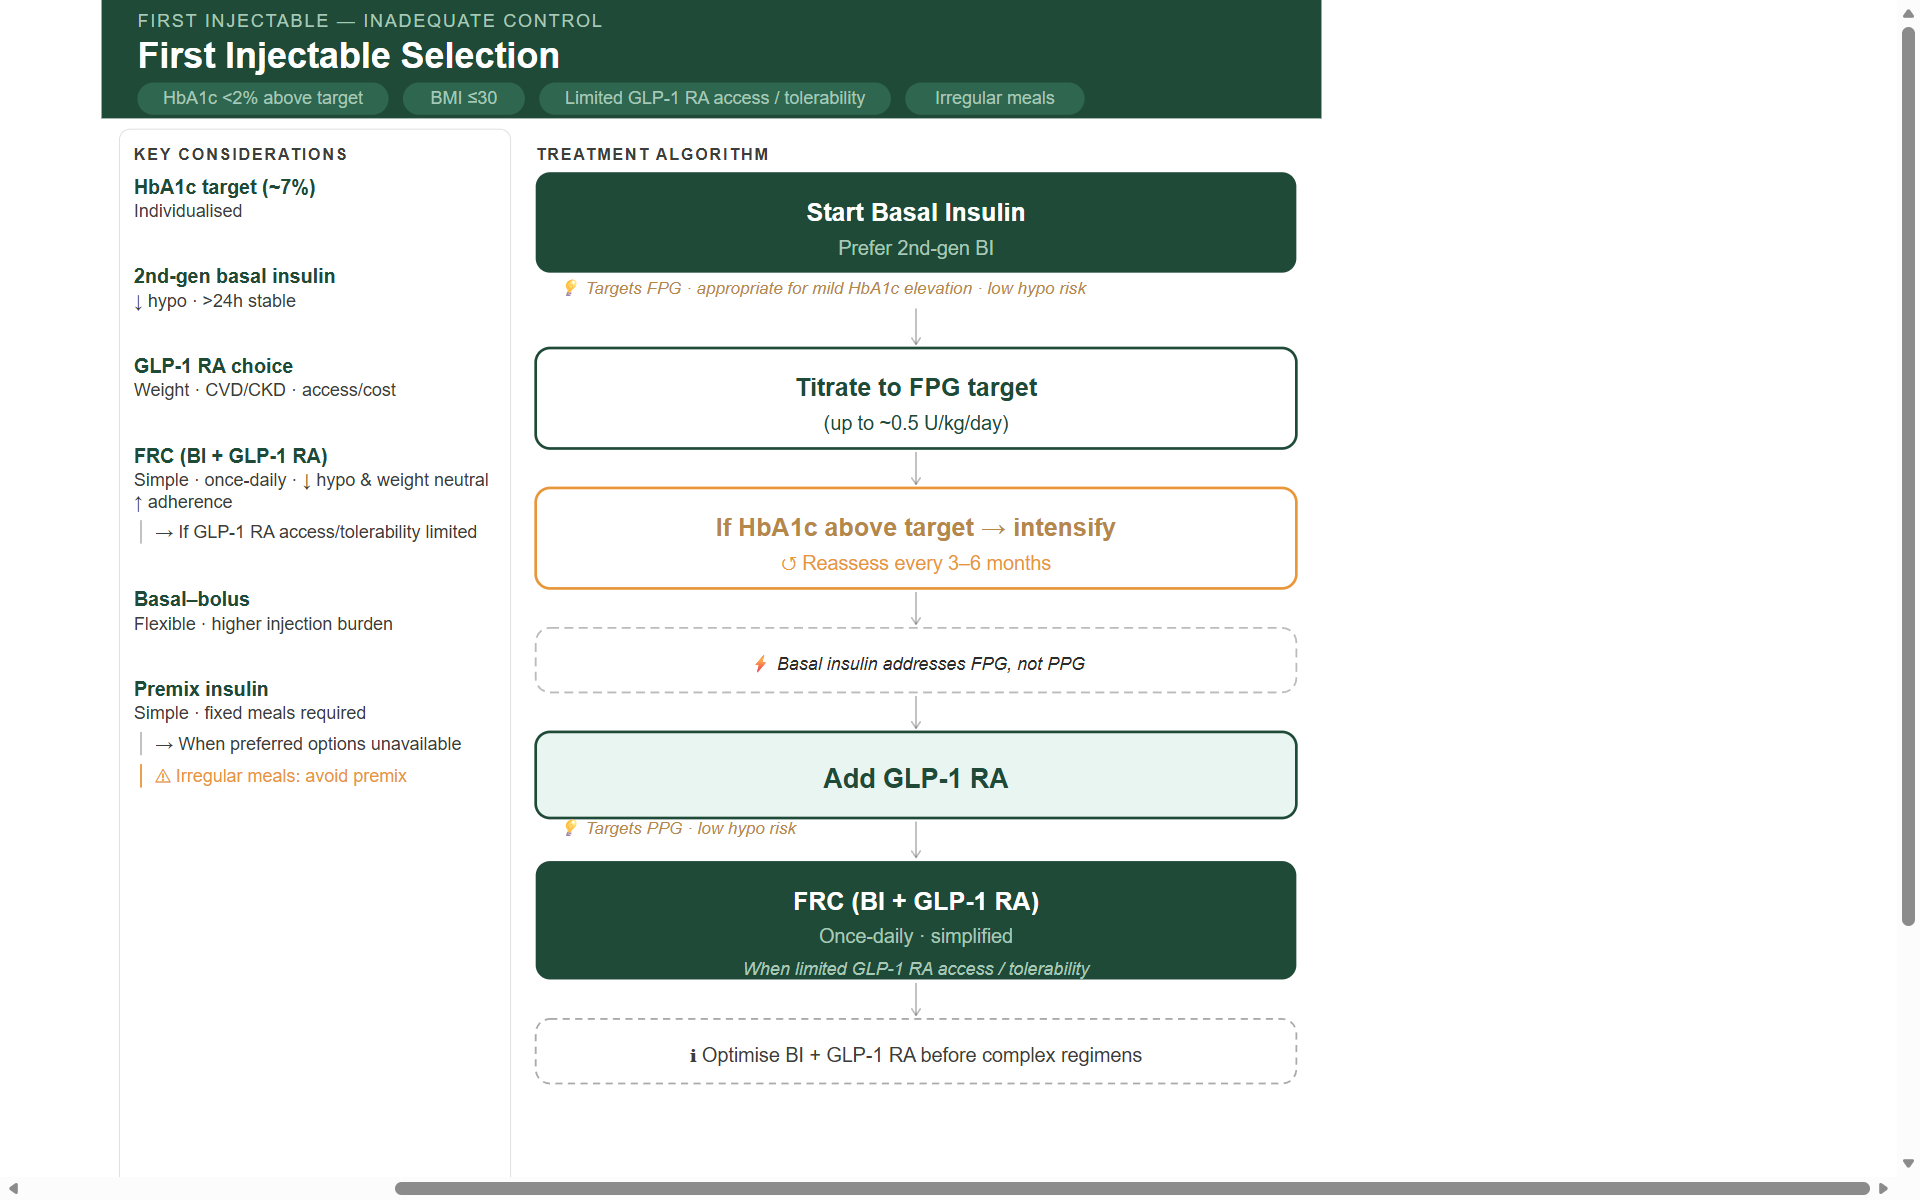 FIRST INJECTABLE — INADEQUATE CONTROL
First Injectable Selection
HbA1c <2% above target
BMI ≤30
Limited GLP-1 RA access / tolerability
Irregular meals
KEY CONSIDERATIONS
HbA1c target (~7%)
Individualised
2nd-gen basal insulin
↓ hypo · >24h stable
GLP-1 RA choice
Weight · CVD/CKD · access/cost
FRC (BI + GLP-1 RA)
Simple · once-daily · ↓ hypo & weight neutral
↑ adherence
→ If GLP-1 RA access/tolerability limited
Basal–bolus
Flexible · higher injection burden
Premix insulin
Simple · fixed meals required
→ When preferred options unavailable
⚠ Irregular meals: avoid premix
TREATMENT ALGORITHM
Start Basal Insulin
Prefer 2nd-gen BI
💡 Targets FPG · appropriate for mild HbA1c elevation · low hypo risk
Titrate to FPG target
(up to ~0.5 U/kg/day)
If HbA1c above target → intensify
↺ Reassess every 3–6 months
⚡ Basal insulin addresses FPG, not PPG
Add GLP-1 RA
💡 Targets PPG · low hypo risk
FRC (BI + GLP-1 RA)
Once-daily · simplified
When limited GLP-1 RA access / tolerability
ℹ Optimise BI + GLP-1 RA before complex regimens